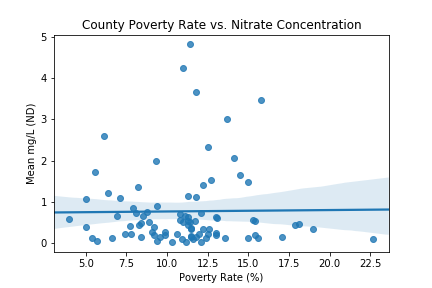 County Poverty Rate vs. Nitrate Concentration
5
4
3
2
1
0
Mean mg/L (ND)
5.0 7.5 10.0 12.5 15.0 17.5 20.0 22.5
Poverty Rate (%)